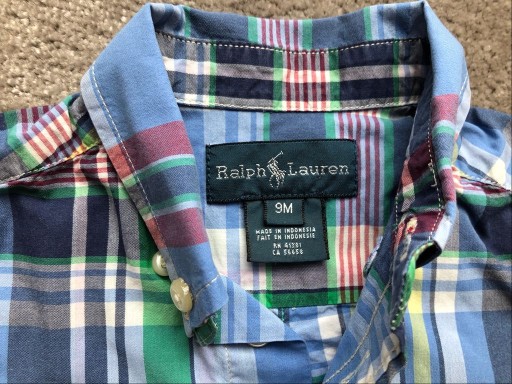 Ralph Lauren
9M
MADE IN INDONESIA
FAIT EN INDONESIE
RN 41381
CA 56658